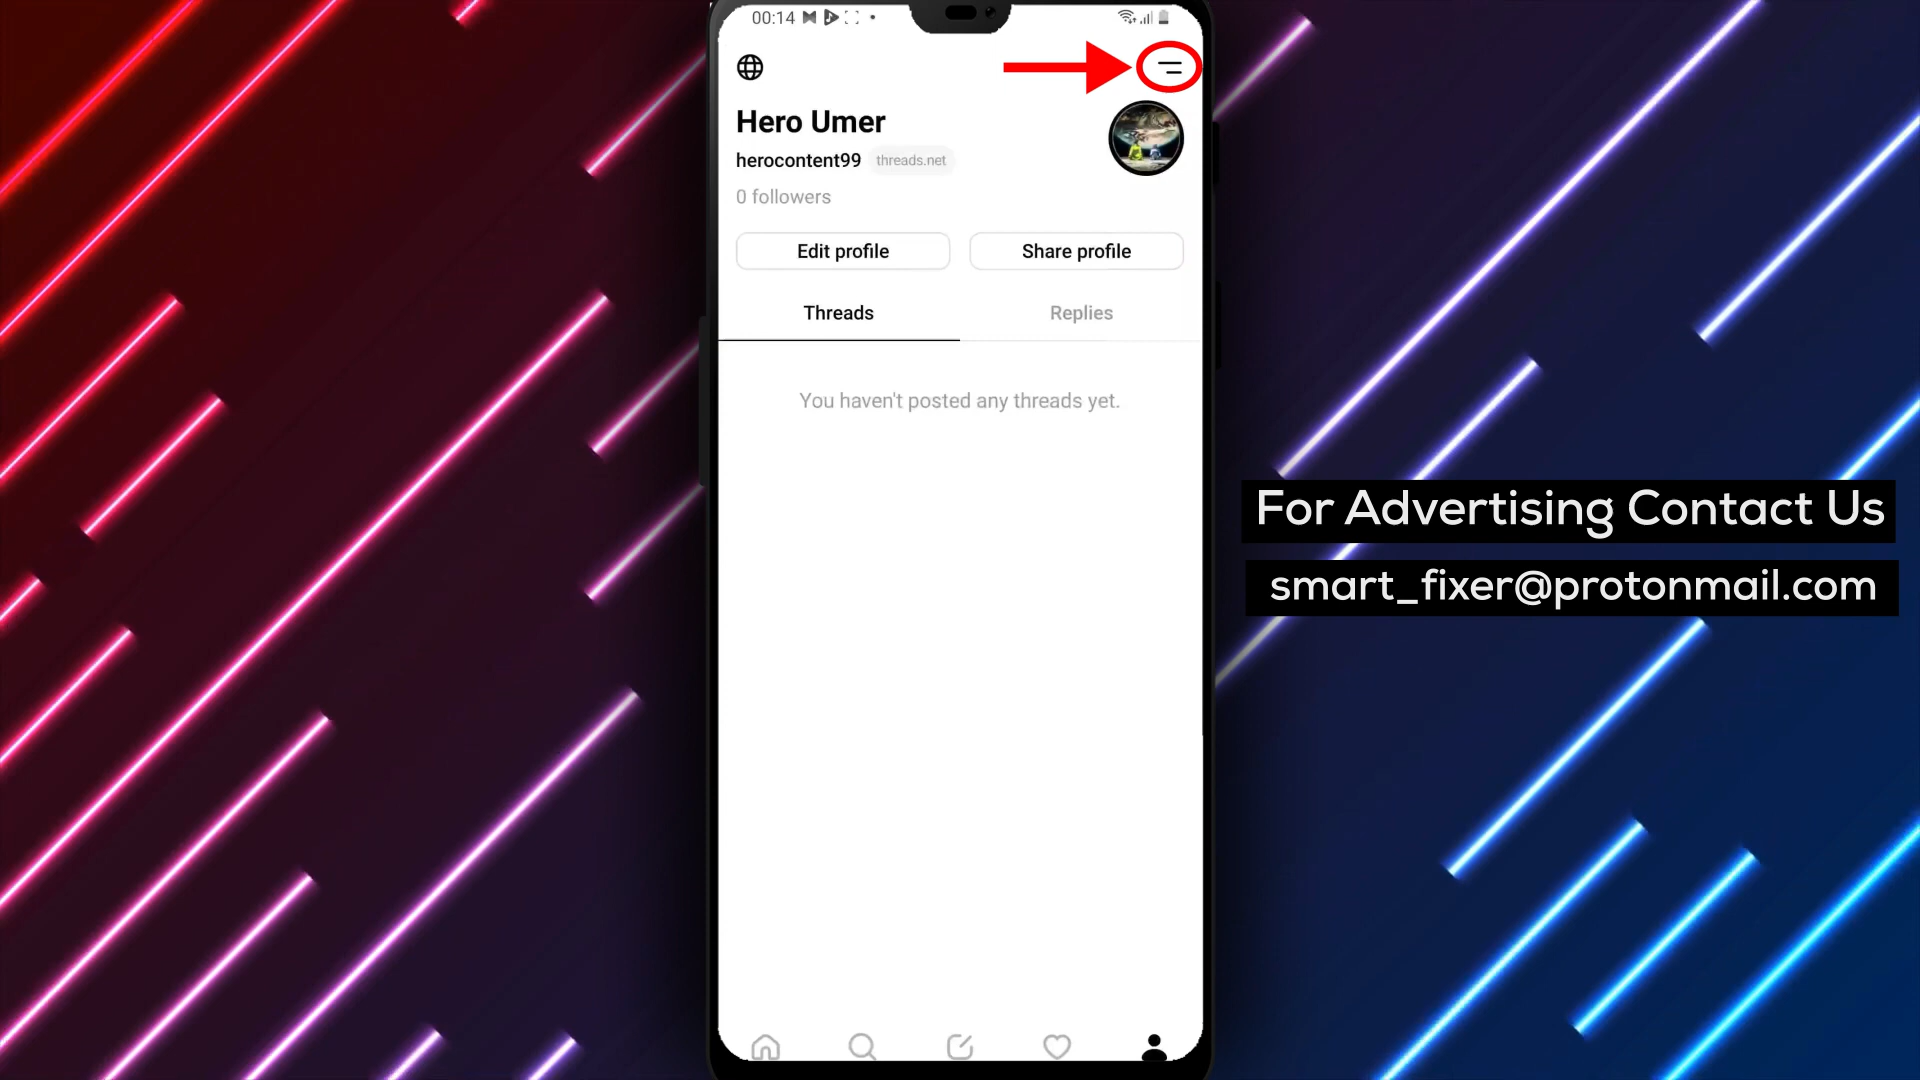 00:14
Hero Umer
herocontent99 threads.net
0 followers
Edit profile Share profile
Threads Replies
You haven't posted any threads yet.
For Advertising Contact Us
smart_fixer@protonmail.com